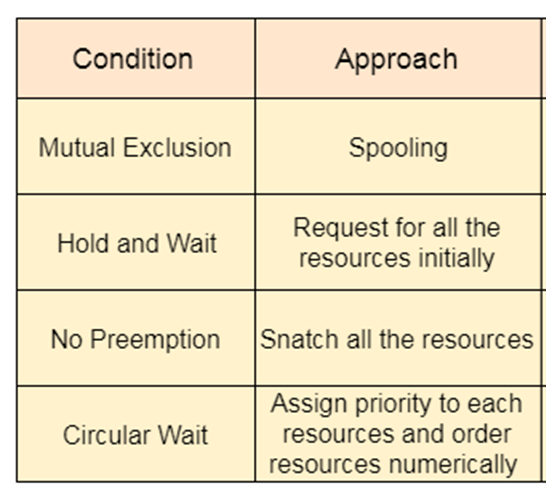 Condition
Approach
Mutual Exclusion
Spooling
Hold and Wait
Request for all the
resources initially
No Preemption
Snatch all the resources
Circular Wait
Assign priority to each
resources and order
resources numerically